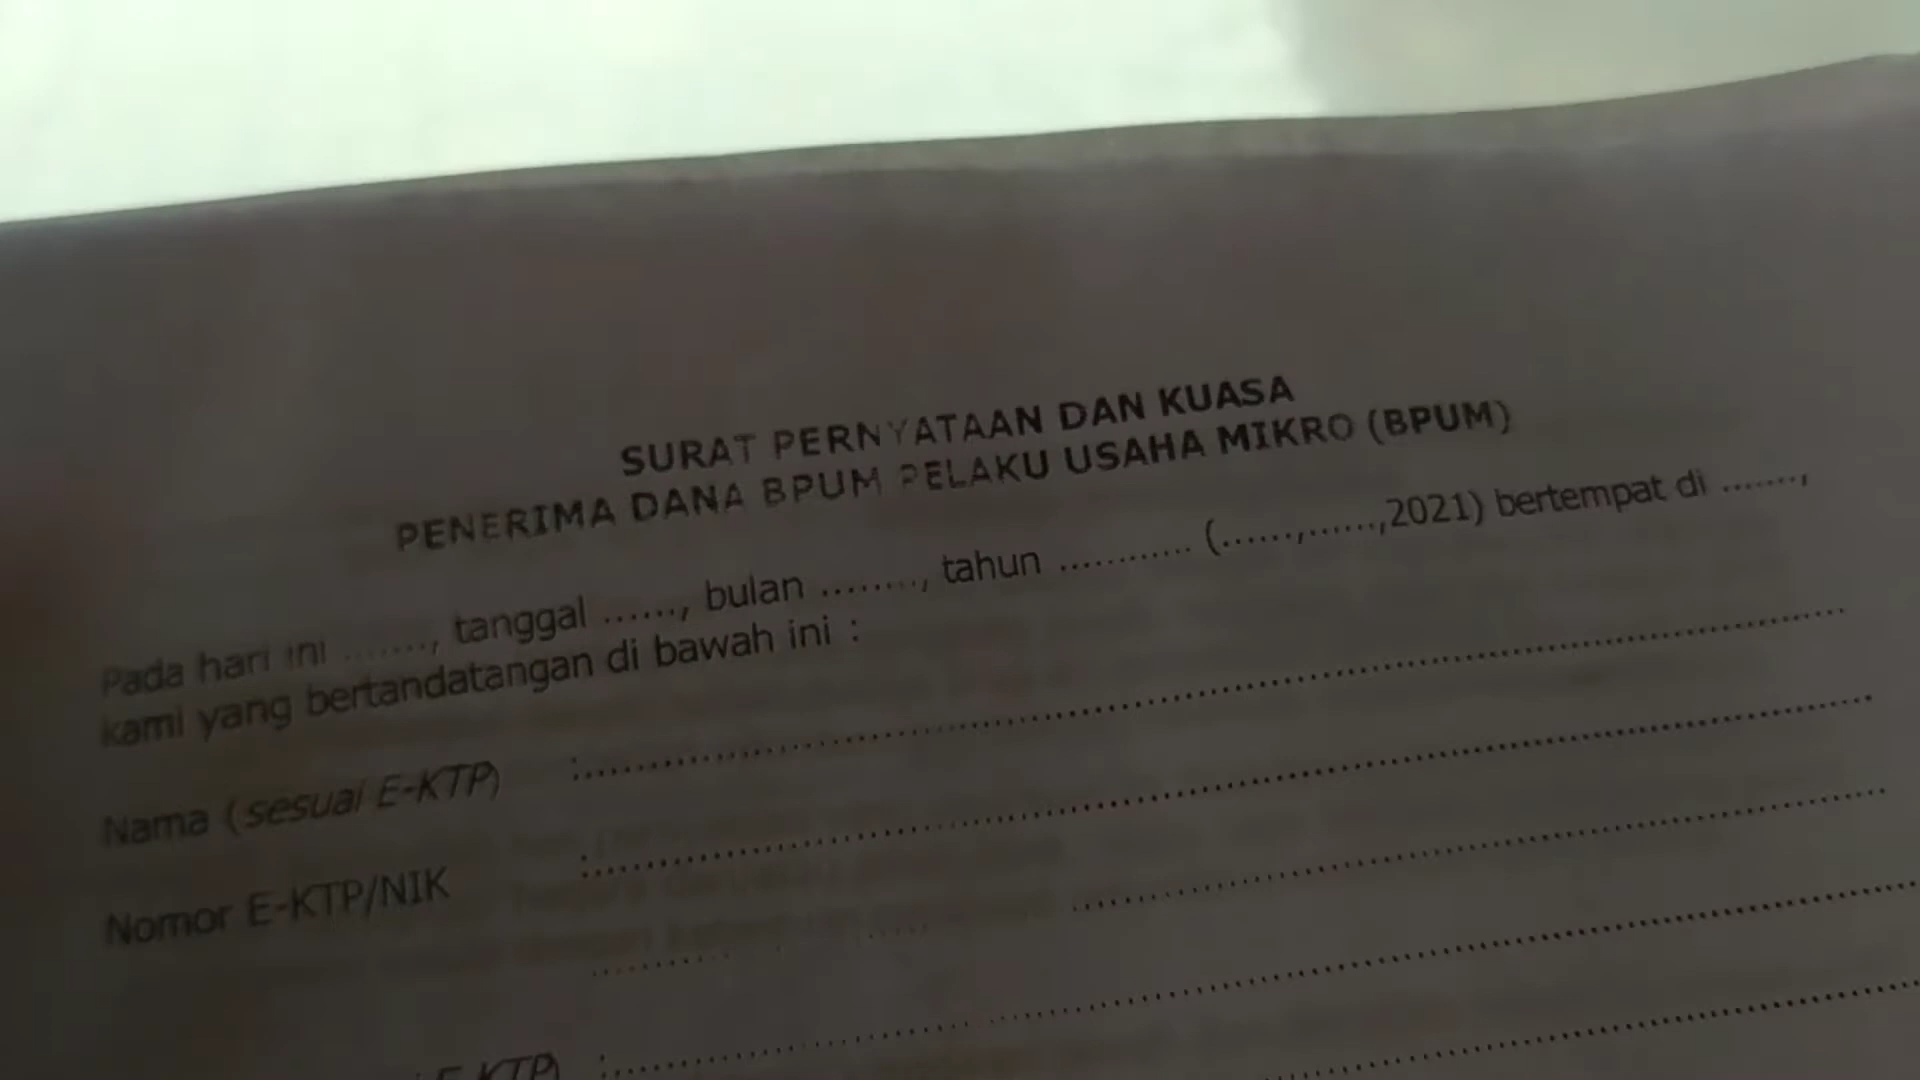 SURAT PERNYATAAN DAN KUASA
PENERIMA DANA BPUM PELAKU USAHA MIKRO (BPUM)
Pada hari ini ......., tanggal ......, bulan ........, tahun ............ (......,......,2021) bertempat di .......,
kami yang bertandatangan di bawah ini :
Nama (sesuai E-KTP) :..............................
Nomor E-KTP/NIK :..............................
E-KTP) :..............................